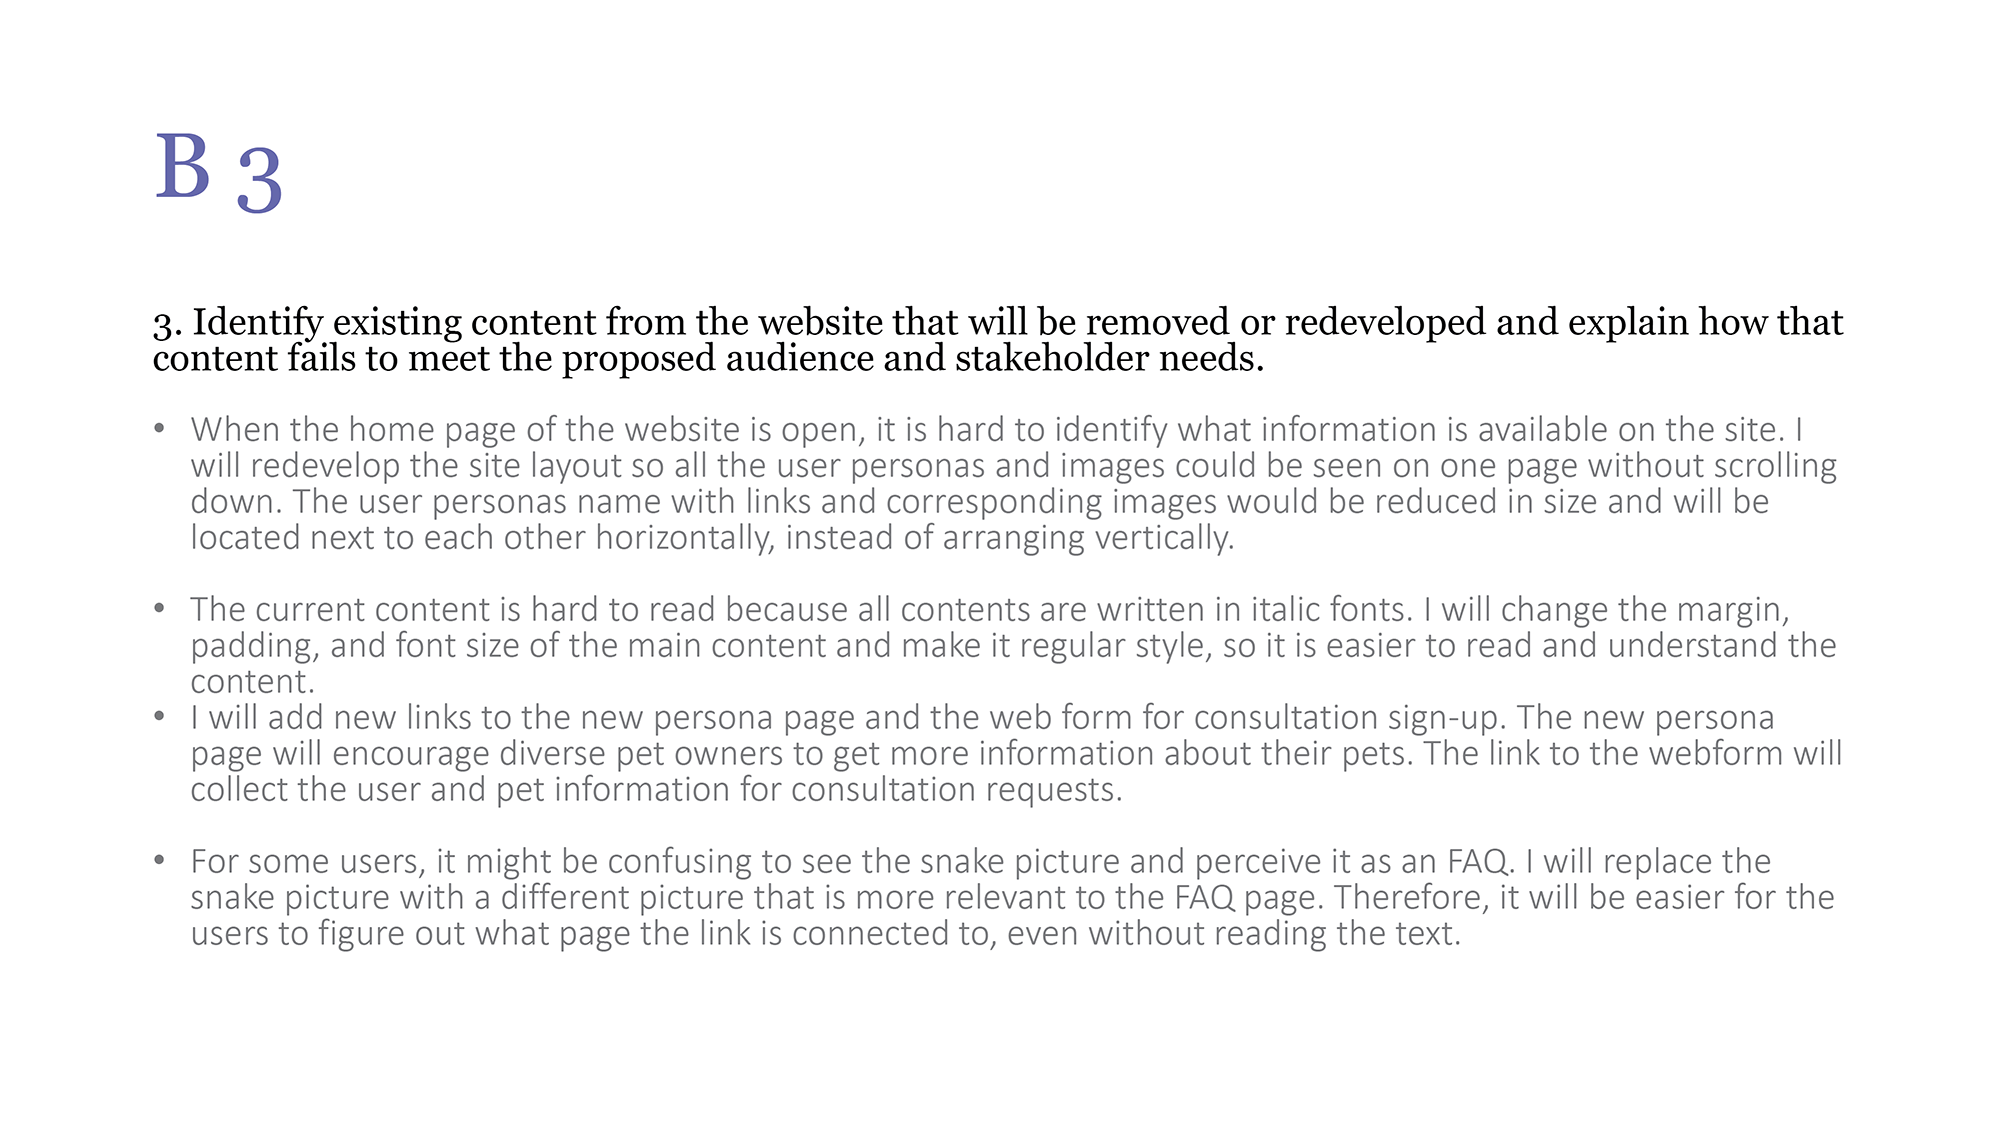 B 3
3. Identify existing content from the website that will be removed or redeveloped and explain how that
content fails to meet the proposed audience and stakeholder needs.
• When the home page of the website is open, it is hard to identify what information is available on the site. I
will redevelop the site layout so all the user personas and images could be seen on one page without scrolling
down. The user personas name with links and corresponding images would be reduced in size and will be
located next to each other horizontally, instead of arranging vertically.
• The current content is hard to read because all contents are written in italic fonts. I will change the margin,
padding, and font size of the main content and make it regular style, so it is easier to read and understand the
content.
• I will add new links to the new persona page and the web form for consultation sign-up. The new persona
page will encourage diverse pet owners to get more information about their pets. The link to the webform will
collect the user and pet information for consultation requests.
• For some users, it might be confusing to see the snake picture and perceive it as an FAQ. I will replace the
snake picture with a different picture that is more relevant to the FAQ page. Therefore, it will be easier for the
users to figure out what page the link is connected to, even without reading the text.